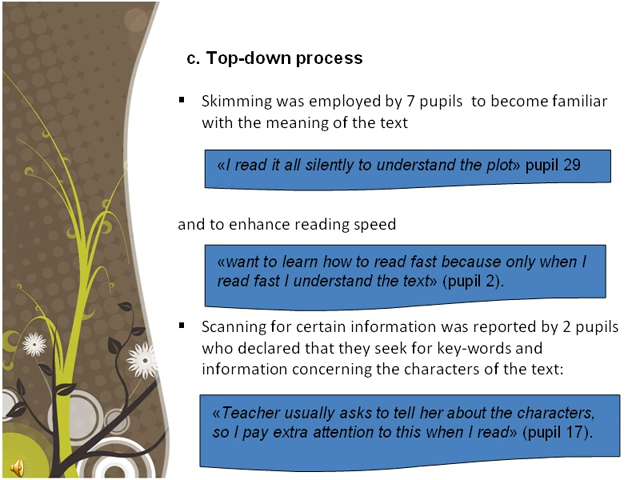 c. Top-down process
▪ Skimming was employed by 7 pupils to become familiar
with the meaning of the text
«I read it all silently to understand the plot» pupil 29
and to enhance reading speed
«want to learn how to read fast because only when I
read fast I understand the text» (pupil 2).
▪ Scanning for certain information was reported by 2 pupils
who declared that they seek for key-words and
information concerning the characters of the text:
«Teacher usually asks to tell her about the characters,
so I pay extra attention to this when I read» (pupil 17).